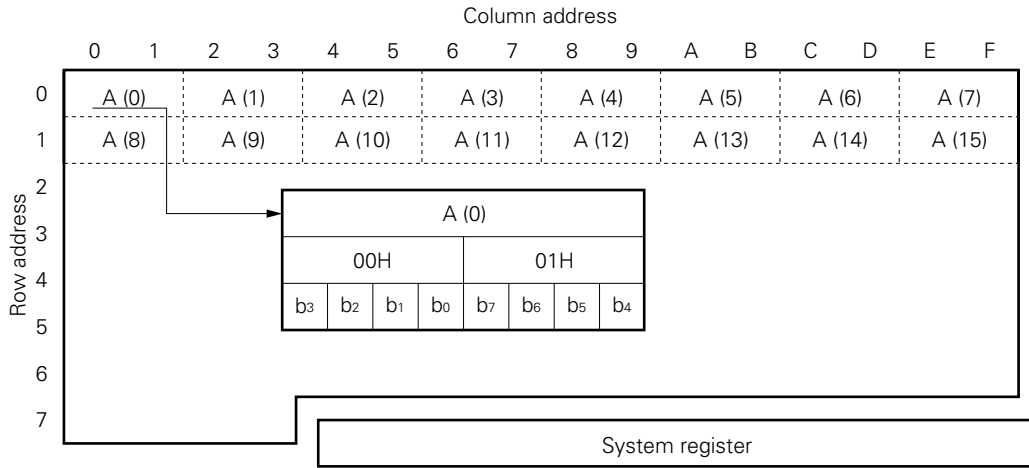 Column address
0 1 2 3 4 5 6 7 8 9 A B C D E F
0 A (0) A (1) A (2) A (3) A (4) A (5) A (6) A (7)
1 A (8) A (9) A (10) A (11) A (12) A (13) A (14) A (15)
2
3
4
5
6
7
Row address
A (0)
00H 01H
b3 b2 b1 b0 b7 b6 b5 b4
System register